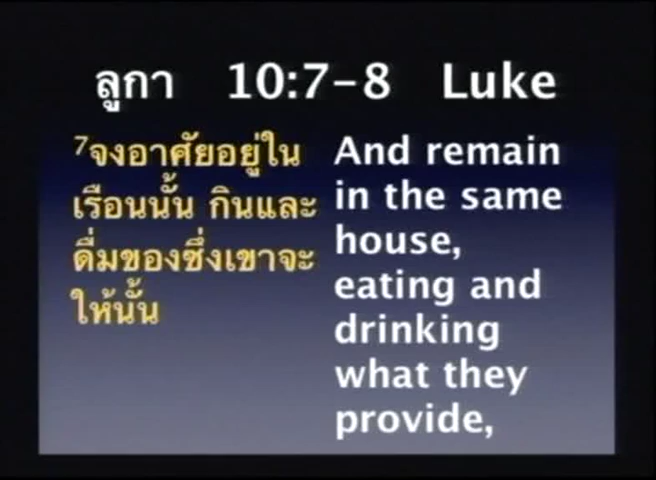 ลูกา 10:7-8 Luke
⁷จงอาศัยอยู่ใน
เรือนนั้น กินและ
ดื่มของซึ่งเขาจะ
ให้นั้น
And remain
in the same
house,
eating and
drinking
what they
provide,